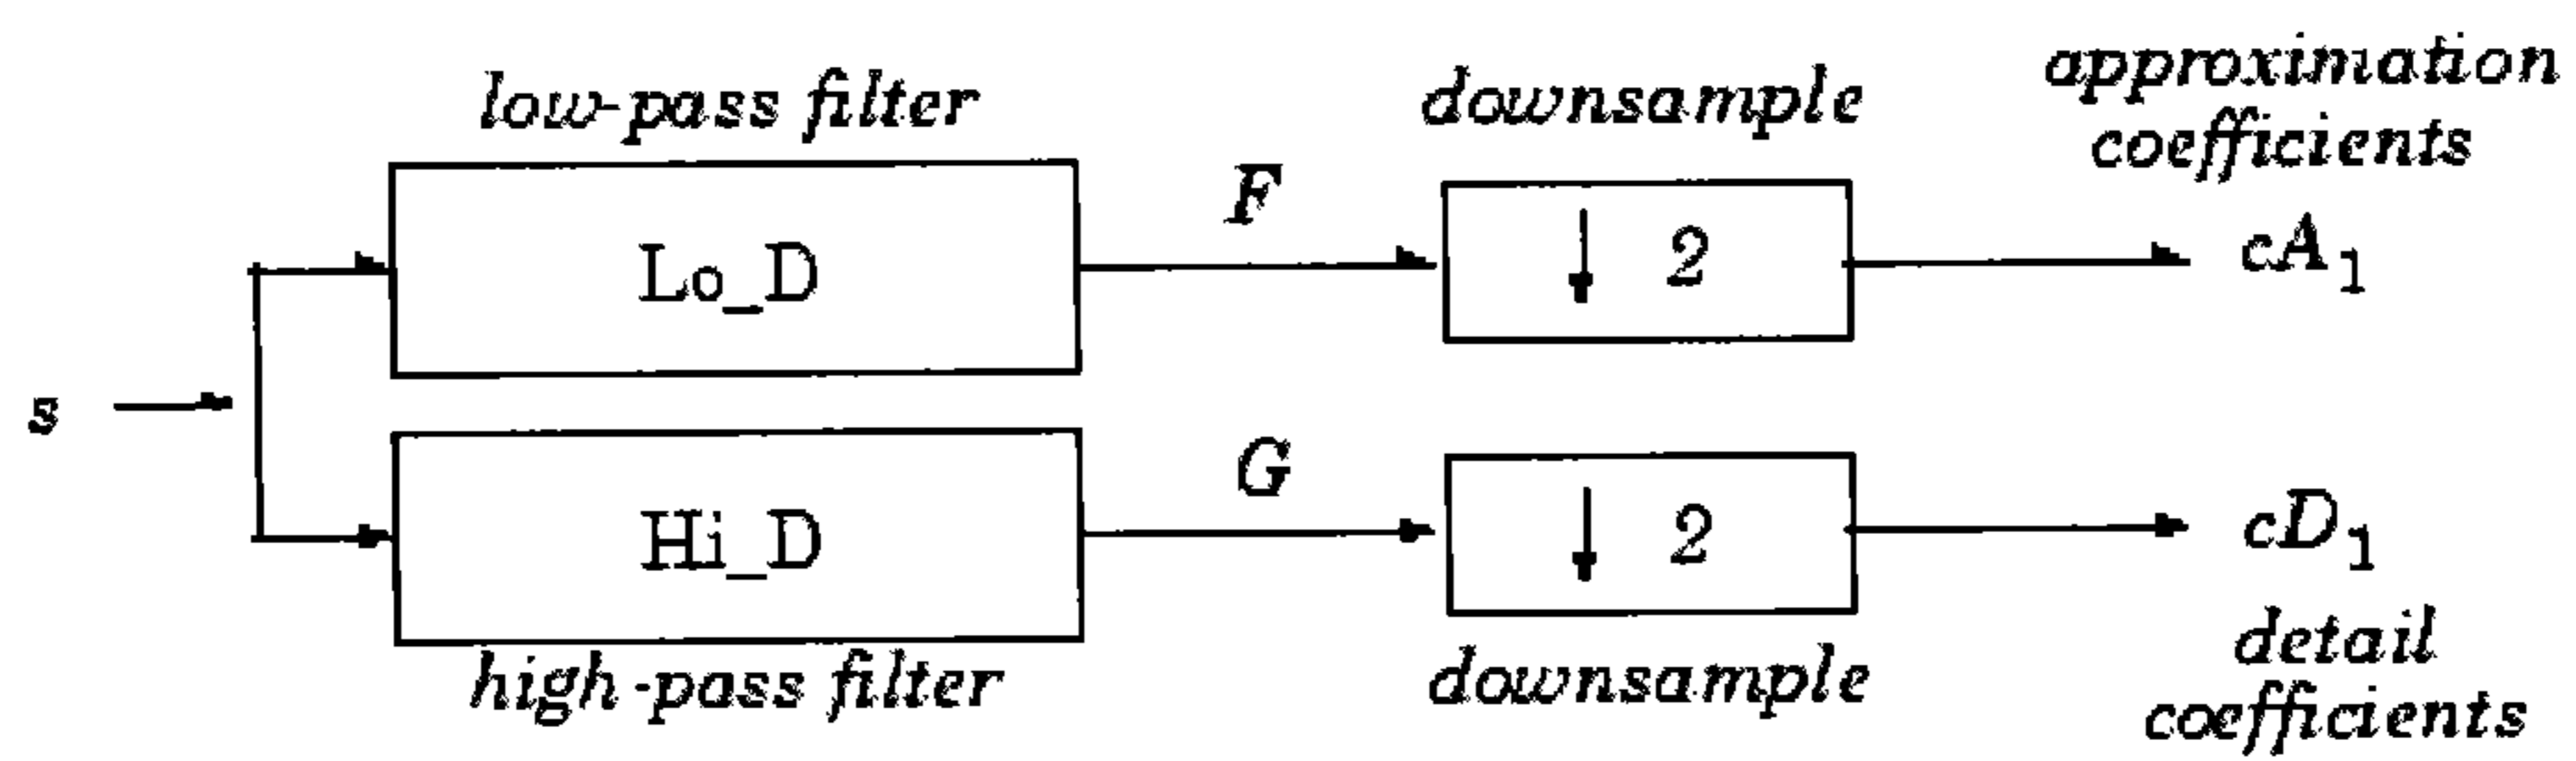 low-pass filter
downsample
approximation
coefficients
F
Lo_D
↓ 2
cA1
s
G
Hi_D
↓ 2
cD1
high-pass filter
downsample
detail
coefficients